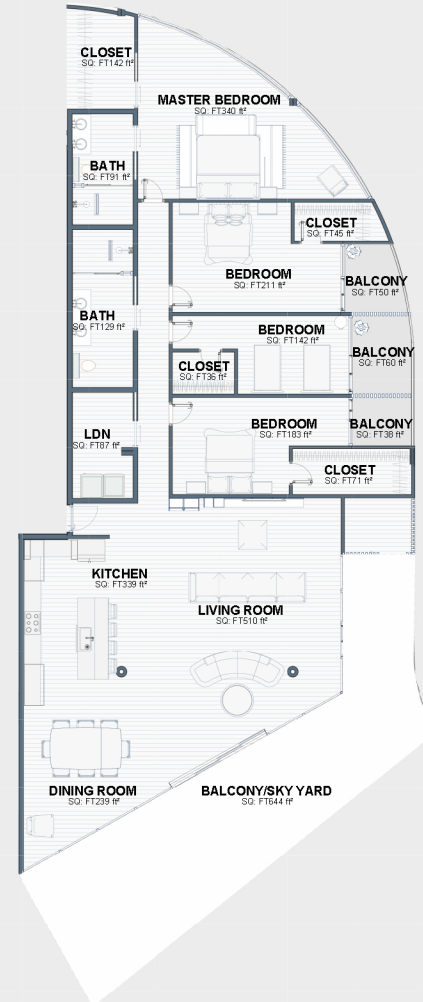 CLOSET
SQ: FT142 ft²
MASTER BEDROOM
SQ: FT340 ft²
BATH
SQ: FT91 ft²
CLOSET
SQ: FT45 ft²
BEDROOM
SQ: FT211 ft²
BALCONY
SQ: FT50 ft²
BATH
SQ: FT129 ft²
BEDROOM
SQ: FT142 ft²
BALCONY
SQ: FT60 ft²
CLOSET
SQ: FT36 ft²
LDN
SQ: FT87 ft²
BEDROOM
SQ: FT183 ft²
BALCONY
SQ: FT38 ft²
CLOSET
SQ: FT71 ft²
KITCHEN
SQ: FT339 ft²
LIVING ROOM
SQ: FT510 ft²
DINING ROOM
SQ: FT239 ft²
BALCONY/SKY YARD
SQ: FT644 ft²